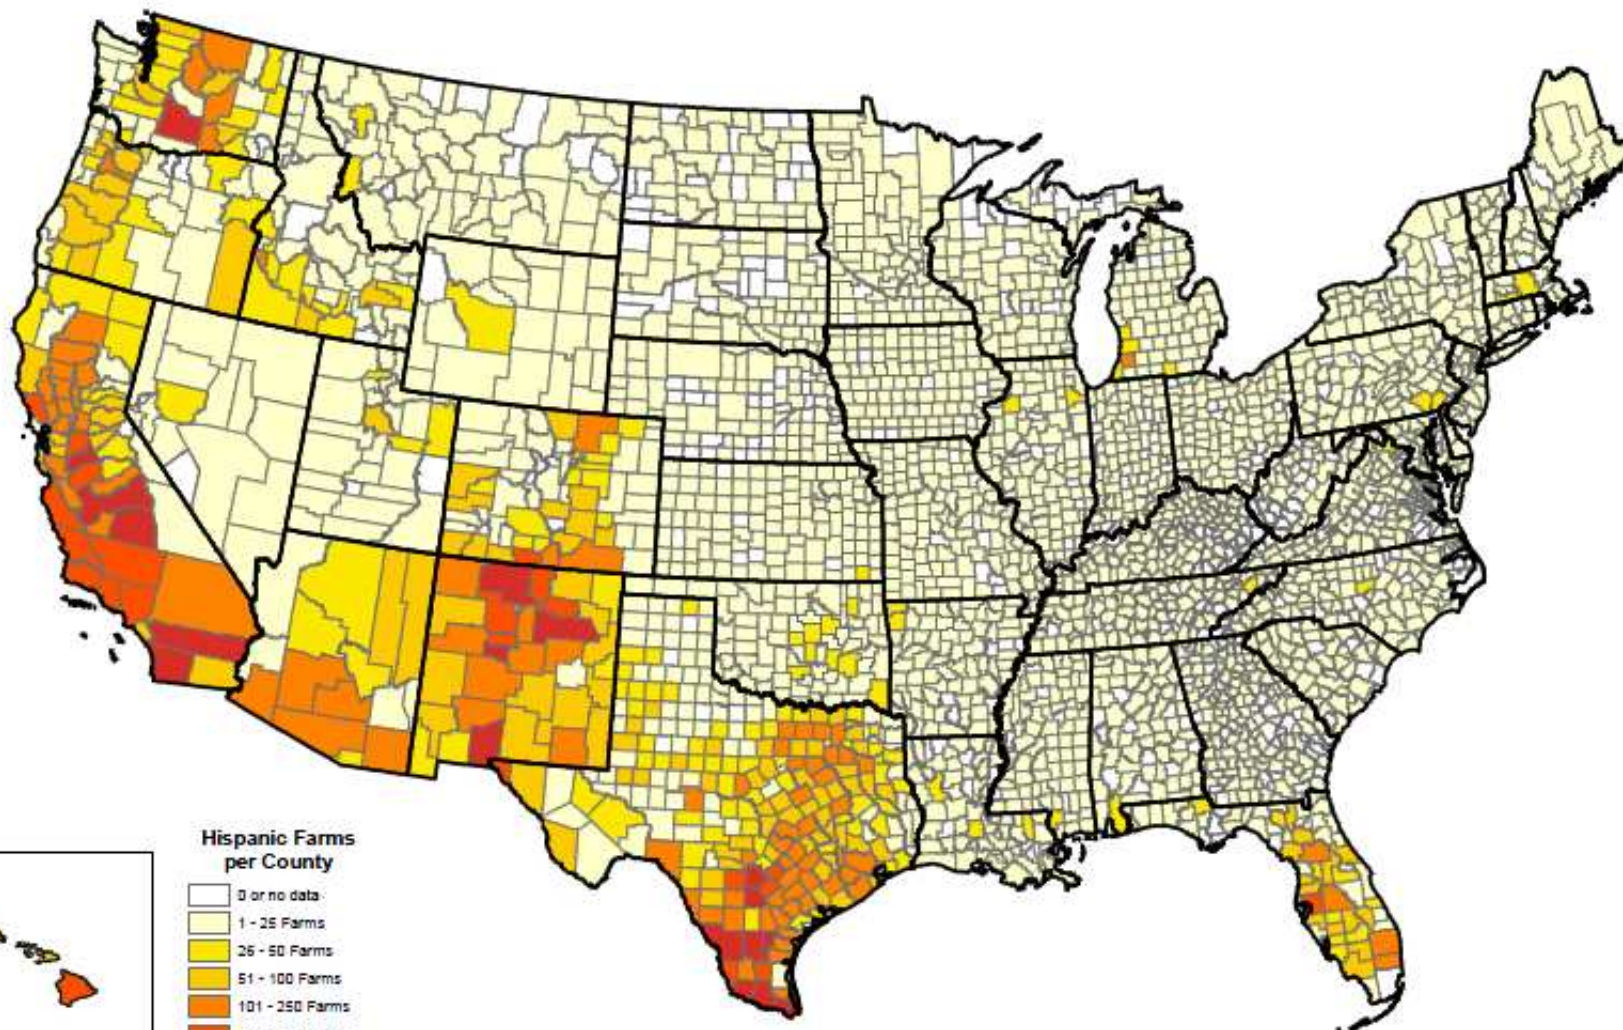 Hispanic Farms
per County
0 or no data
1 - 25 Farms
26 - 50 Farms
51 - 100 Farms
101 - 250 Farms